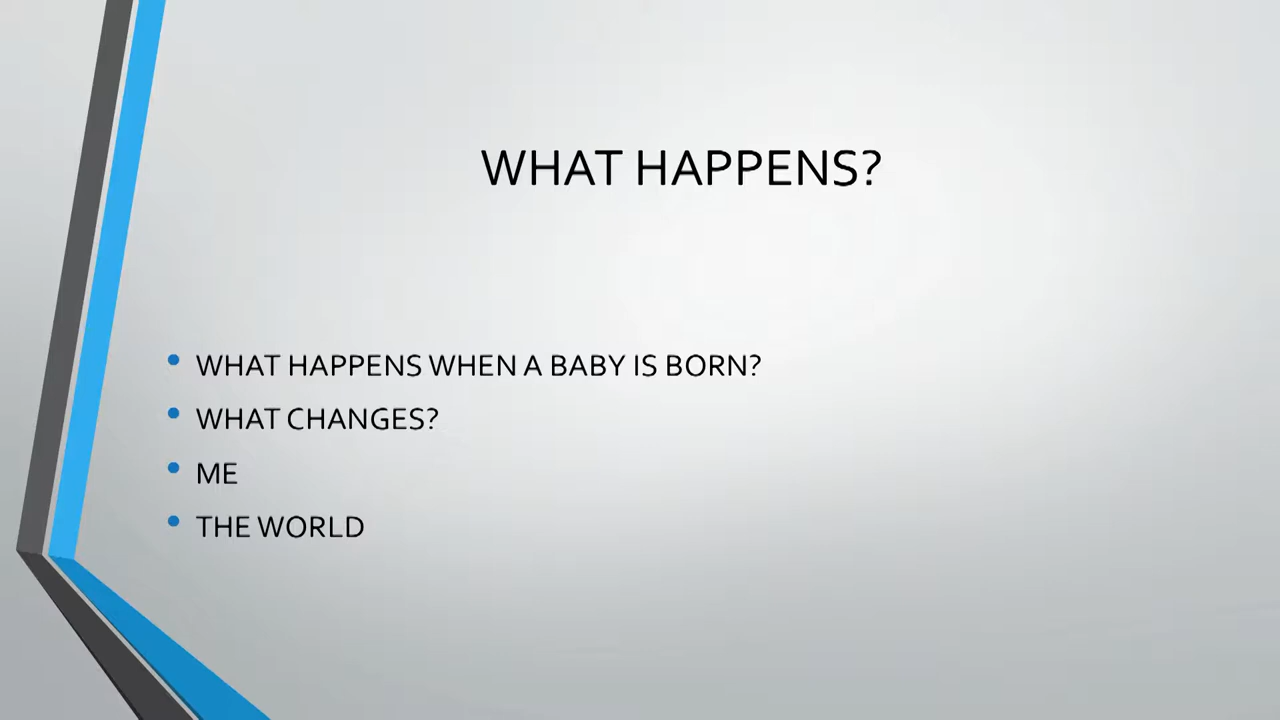 WHAT HAPPENS?
WHAT HAPPENS WHEN A BABY IS BORN?
WHAT CHANGES?
ME
THE WORLD